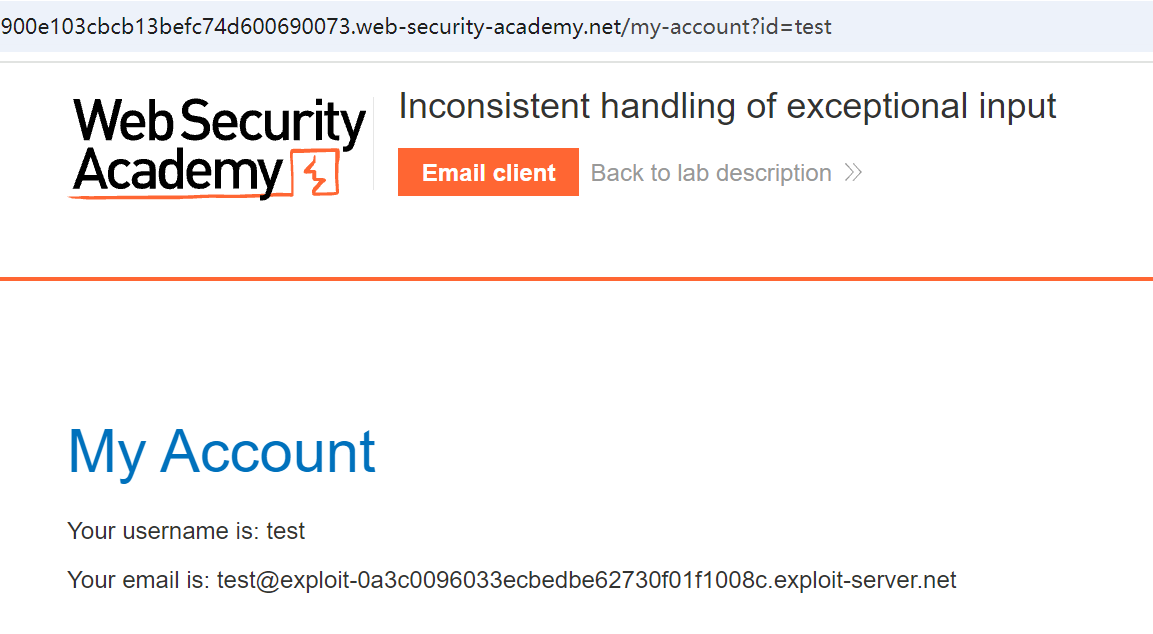 900e103cbcb13befc74d600690073.web-security-academy.net/my-account?id=test
Web Security
Academy
Inconsistent handling of exceptional input
Email client
Back to lab description
My Account
Your username is: test
Your email is: test@exploit-0a3c0096033ecbedbe62730f01f1008c.exploit-server.net